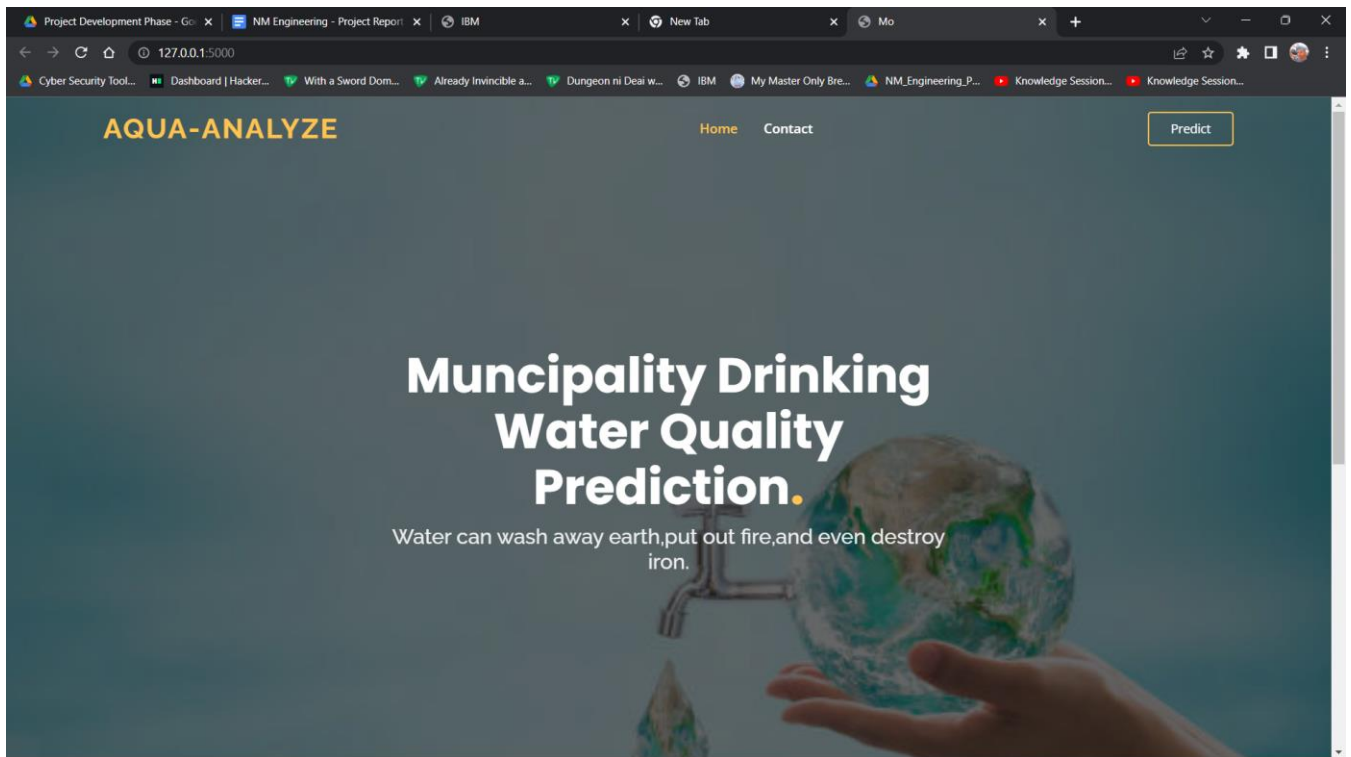 Project Development Phase - Go
NM Engineering - Project Report
IBM
New Tab
Mo
127.0.0.1:5000
Cyber Security Tool...
Dashboard | Hacker...
With a Sword Dom...
Already Invincible a...
Dungeon ni Deai w...
IBM
My Master Only Bre...
NM_Engineering_P...
Knowledge Session...
Knowledge Session...
AQUA-ANALYZE
Home
Contact
Predict
Muncipality Drinking
Water Quality
Prediction.
Water can wash away earth,put out fire,and even destroy
iron.